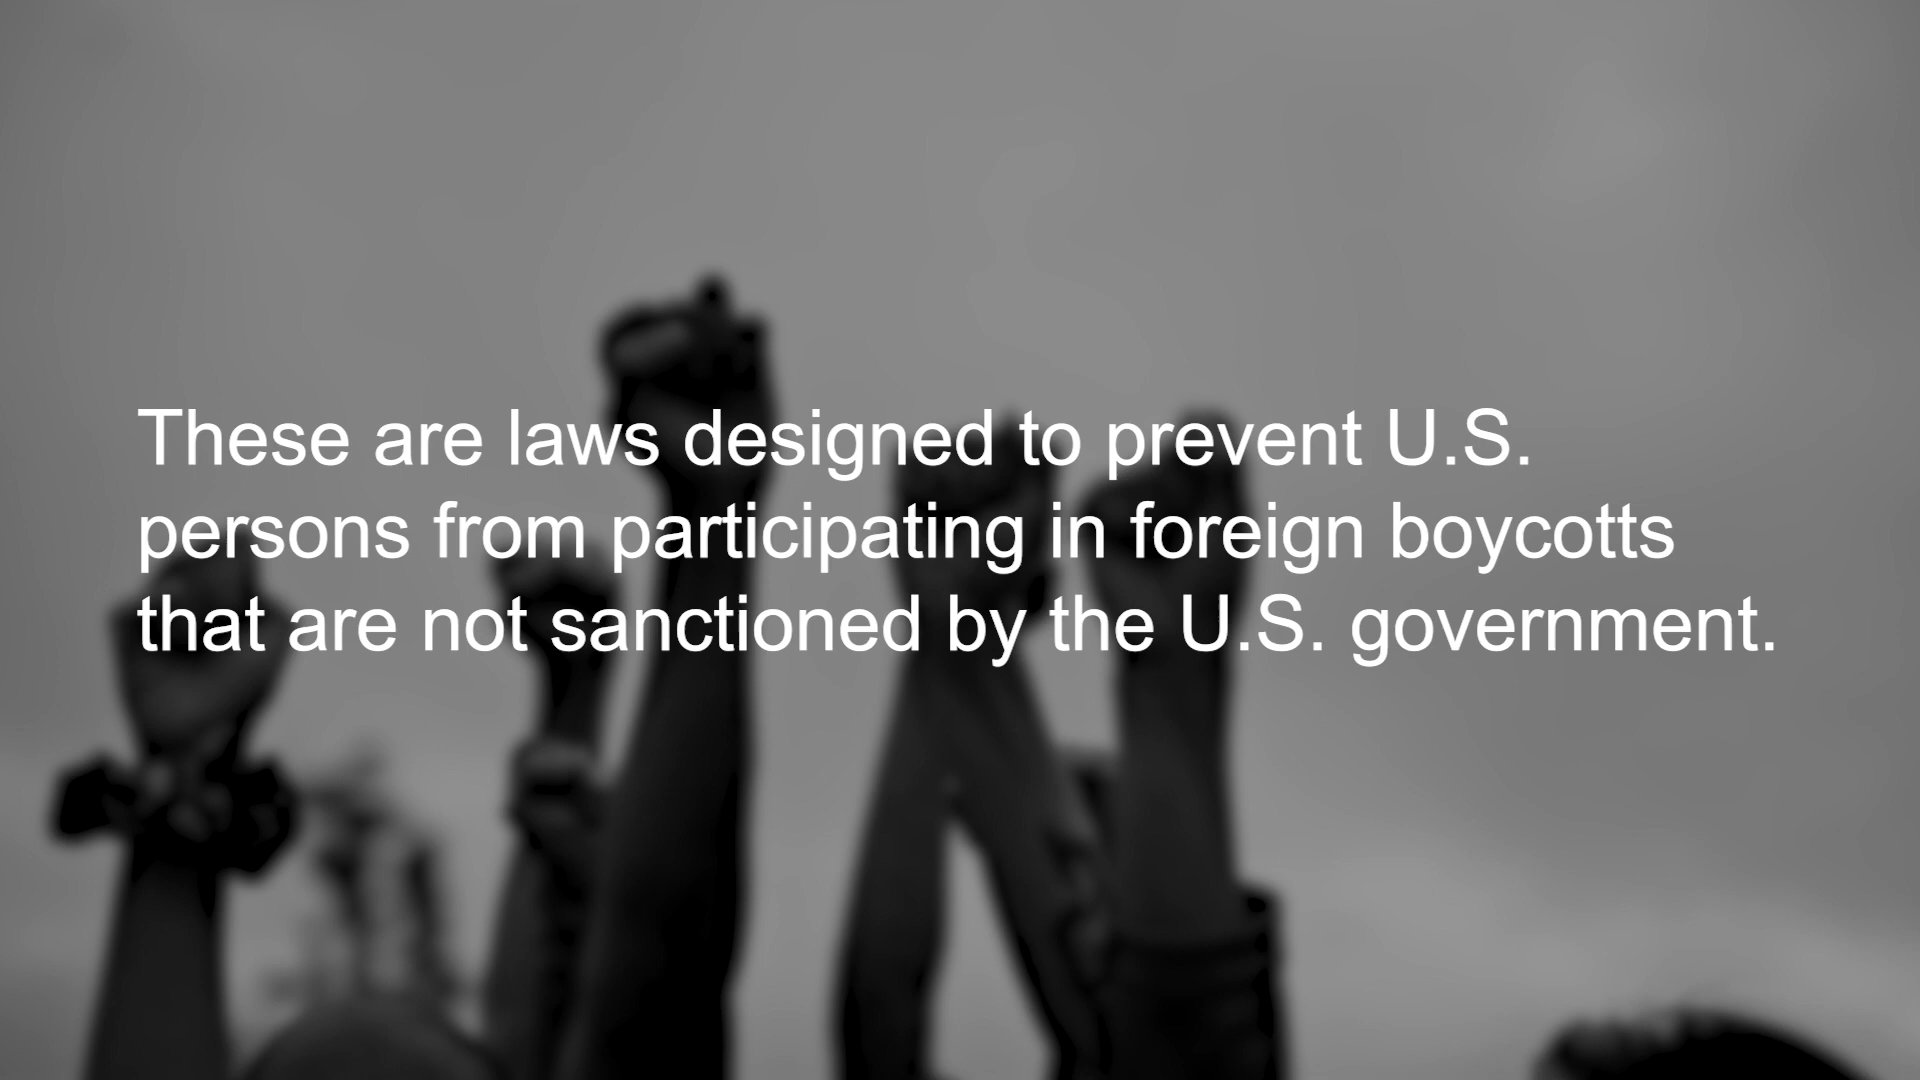 These are laws designed to prevent U.S.
persons from participating in foreign boycotts
that are not sanctioned by the U.S. government.